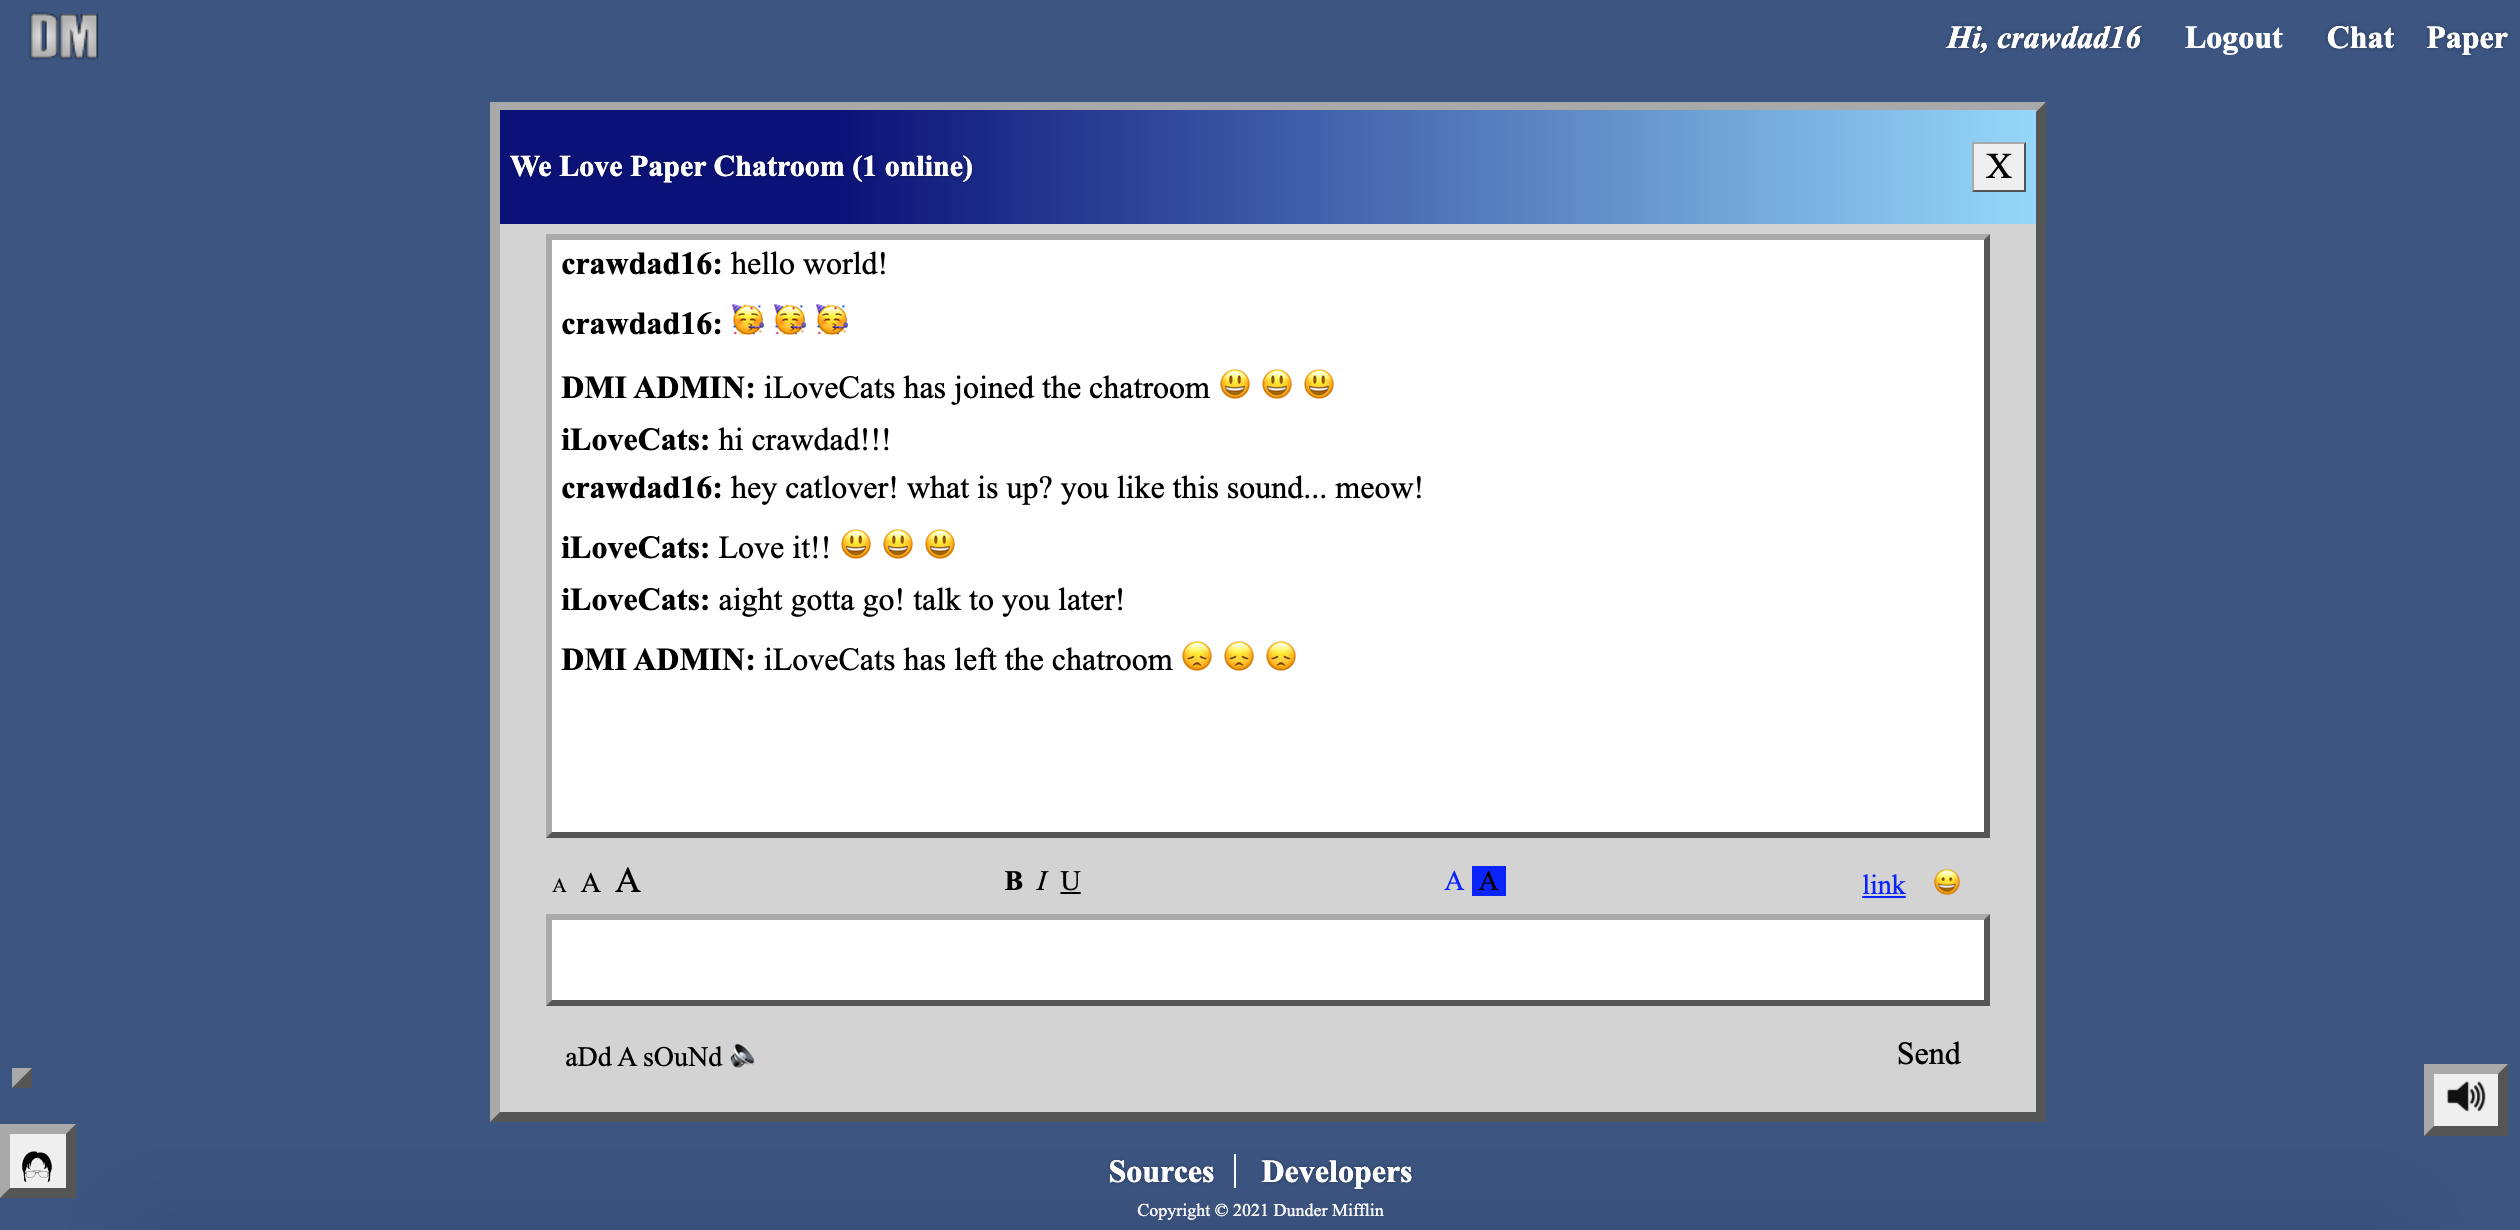 DM
Hi, crawdad16 Logout Chat Paper
We Love Paper Chatroom (1 online) X
crawdad16: hello world!
crawdad16: 🥳 🥳 🥳
DMI ADMIN: iLoveCats has joined the chatroom 😃 😃 😃
iLoveCats: hi crawdad!!!
crawdad16: hey catlover! what is up? you like this sound... meow!
iLoveCats: Love it!! 😃 😃 😃
iLoveCats: aight gotta go! talk to you later!
DMI ADMIN: iLoveCats has left the chatroom 😞 😞 😞
A A A B I U A A link 😀
aDd A sOuNd 🔈 Send
Sources | Developers
Copyright © 2021 Dunder Mifflin